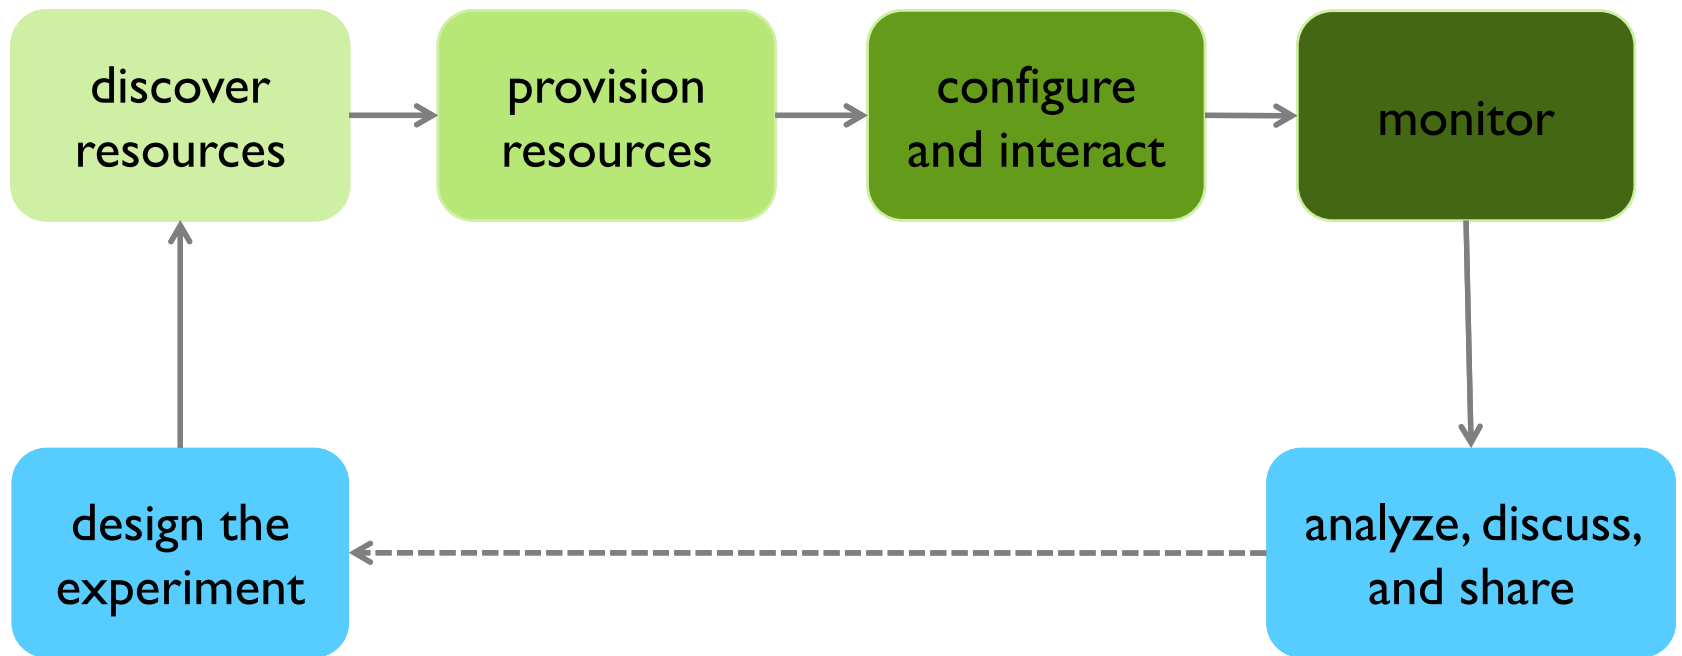 discover
resources
provision
resources
configure
and interact
monitor
design the
experiment
analyze, discuss,
and share